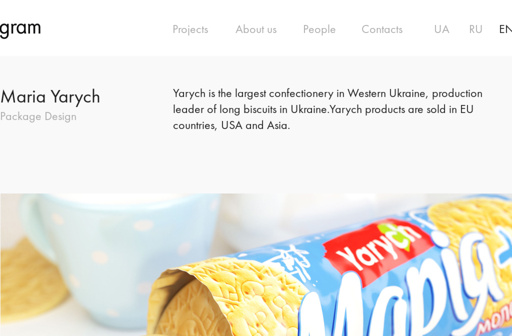 gram
Projects About us People Contacts UA RU EN
Maria Yarych
Package Design
Yarych is the largest confectionery in Western Ukraine, production
leader of long biscuits in Ukraine.Yarych products are sold in EU
countries, USA and Asia.
Yarych
Марія+
моло